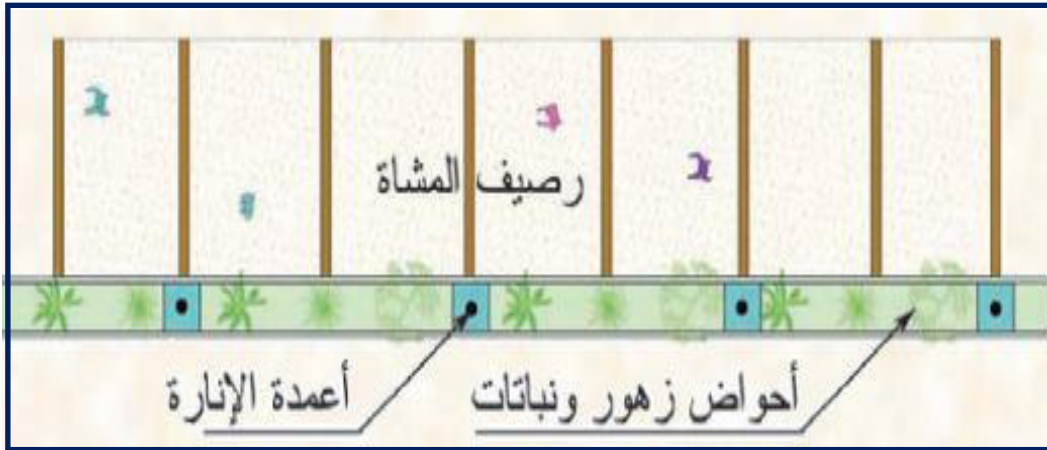 رصيف المشاة
أحواض زهور ونباتات
أعمدة الإنارة